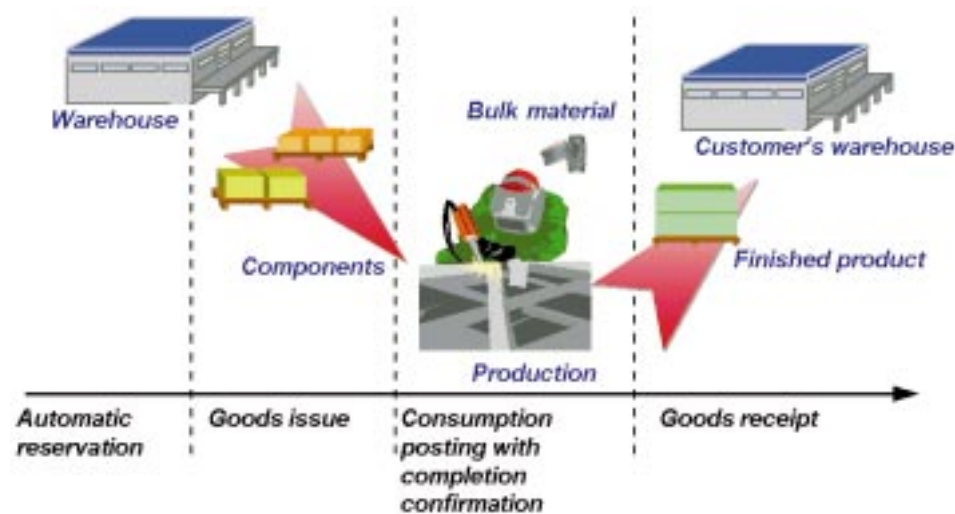 Warehouse
Components
Bulk material
Production
Customer's warehouse
Finished product
Automatic
reservation
Goods issue
Consumption
posting with
completion
confirmation
Goods receipt